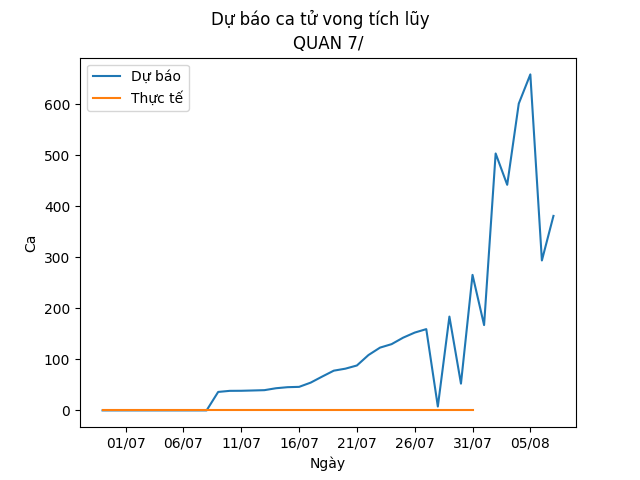 Dự báo ca tử vong tích lũy
QUAN 7/
Dự báo
Thực tế
Ca
600
500
400
300
200
100
0
01/07 06/07 11/07 16/07 21/07 26/07 31/07 05/08
Ngày